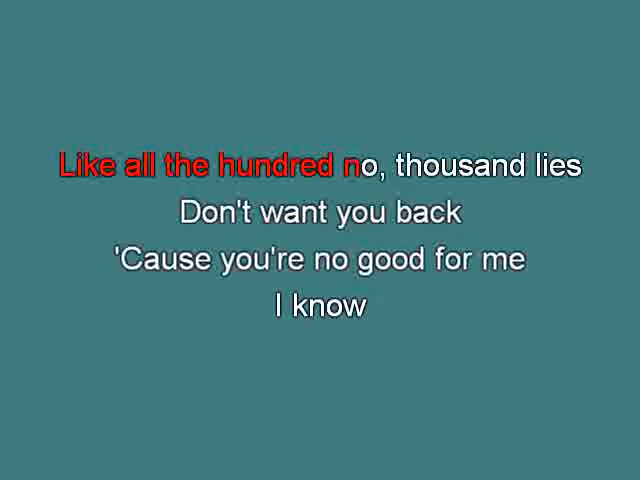 Like all the hundred no, thousand lies
Don't want you back
'Cause you're no good for me
I know